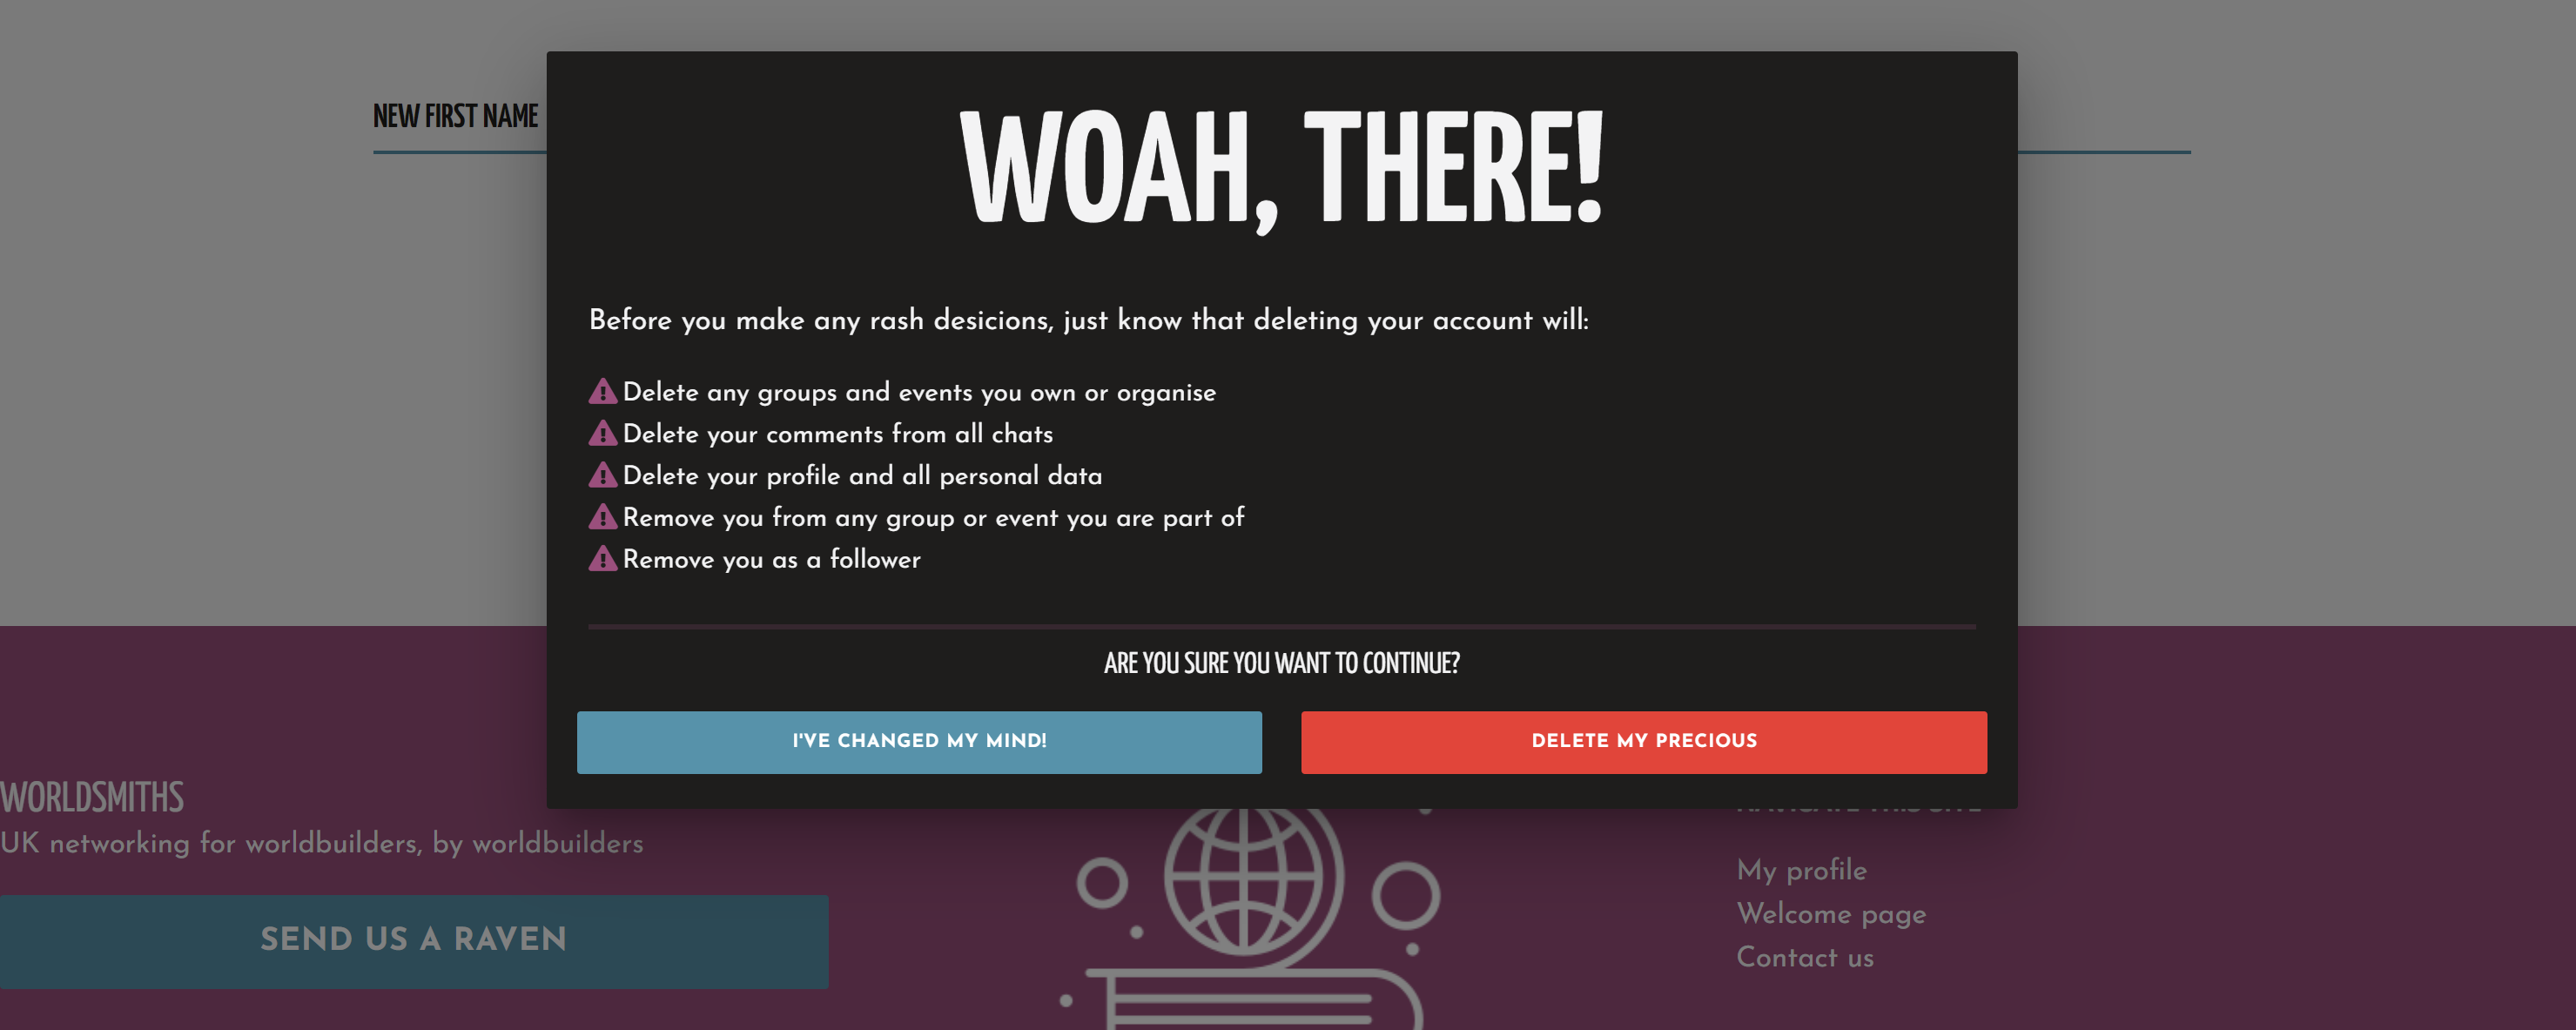 NEW FIRST NAME
WOAH, THERE!
Before you make any rash desicions, just know that deleting your account will:
Delete any groups and events you own or organise
Delete your comments from all chats
Delete your profile and all personal data
Remove you from any group or event you are part of
Remove you as a follower
ARE YOU SURE YOU WANT TO CONTINUE?
I'VE CHANGED MY MIND!
DELETE MY PRECIOUS
WORLDSMITHS
UK networking for worldbuilders, by worldbuilders
SEND US A RAVEN
My profile
Welcome page
Contact us